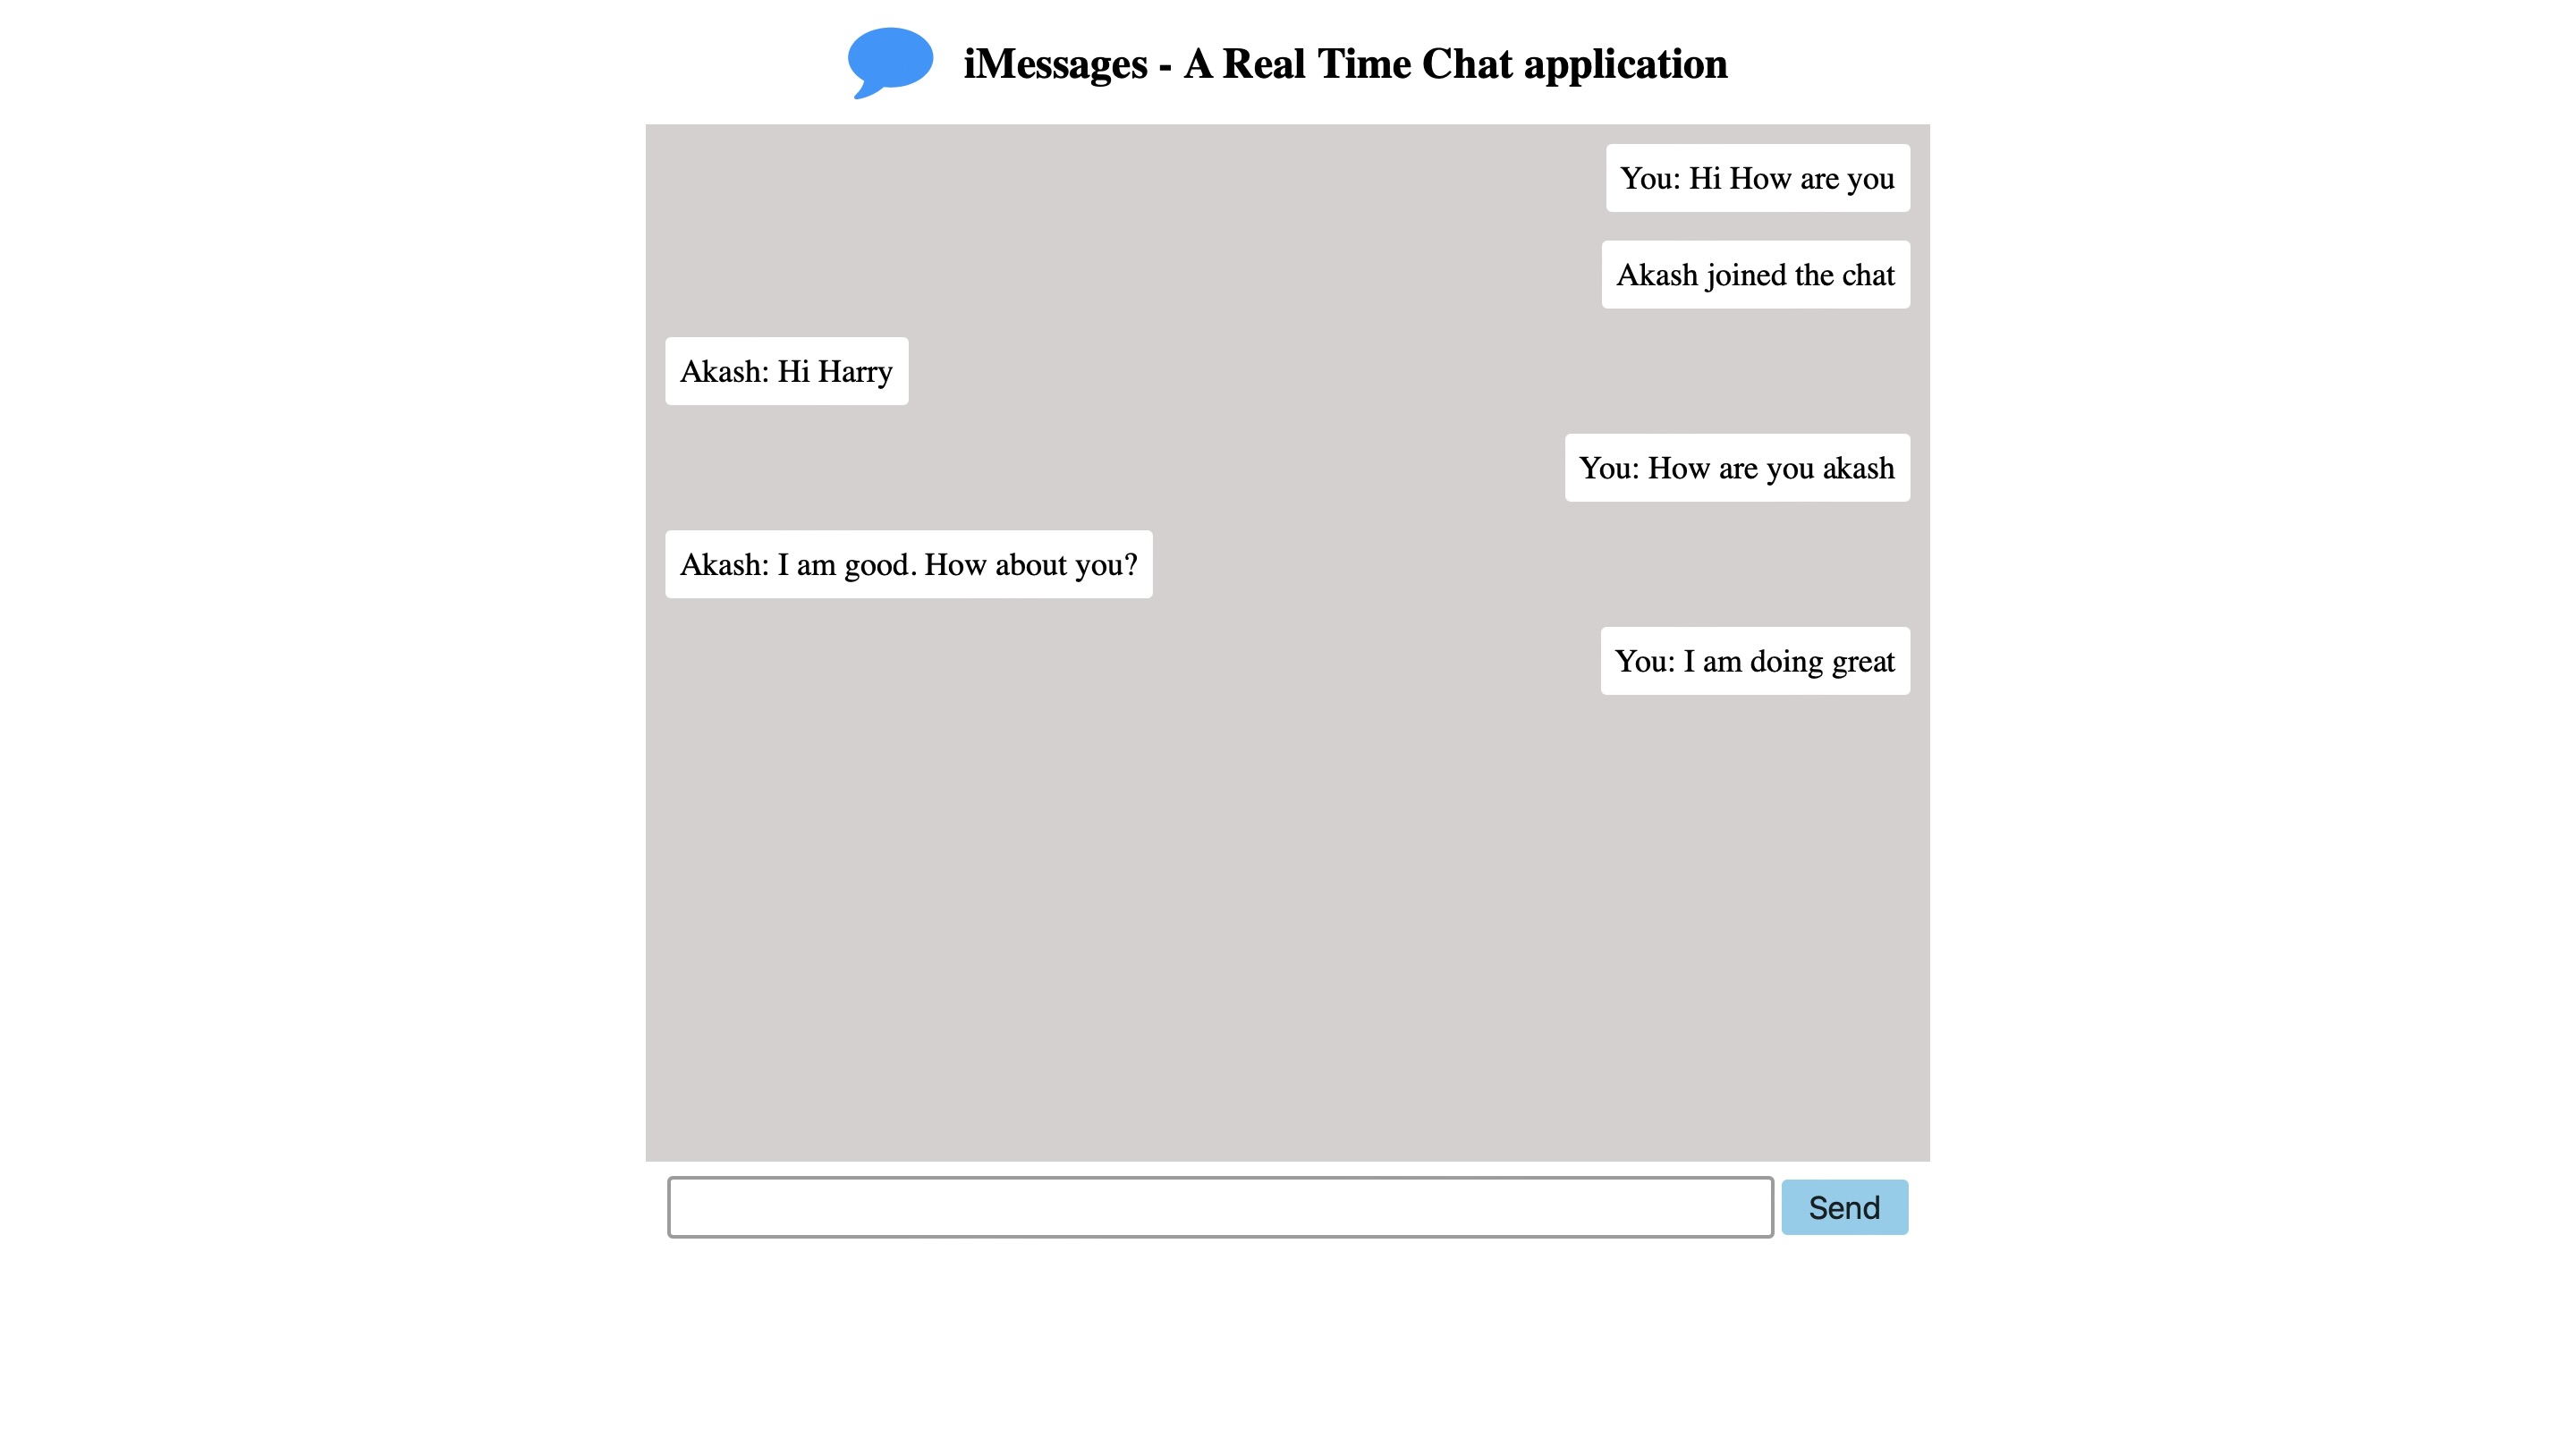 iMessages - A Real Time Chat application
You: Hi How are you
Akash joined the chat
Akash: Hi Harry
You: How are you akash
Akash: I am good. How about you?
You: I am doing great
Send